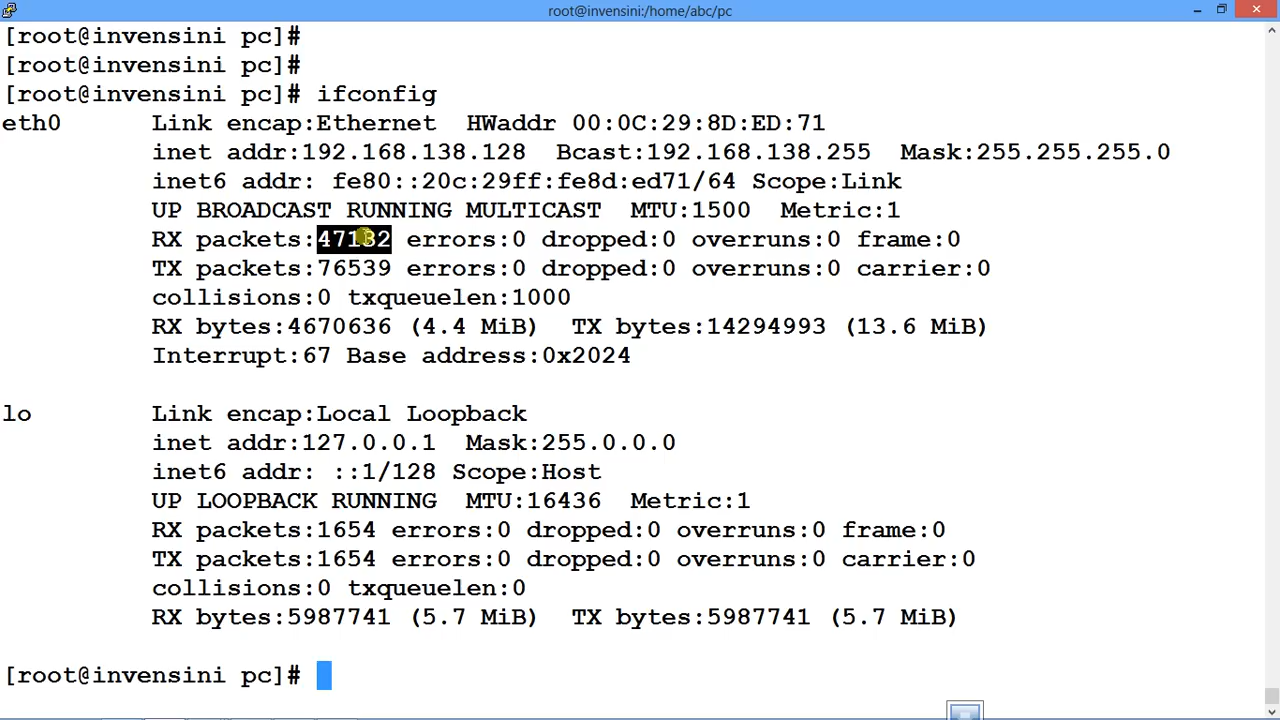 root@invensini:/home/abc/pc
[root@invensini pc]#
[root@invensini pc]#
[root@invensini pc]# ifconfig
eth0      Link encap:Ethernet  HWaddr 00:0C:29:8D:ED:71
          inet addr:192.168.138.128  Bcast:192.168.138.255  Mask:255.255.255.0
          inet6 addr: fe80::20c:29ff:fe8d:ed71/64 Scope:Link
          UP BROADCAST RUNNING MULTICAST  MTU:1500  Metric:1
          RX packets:47132 errors:0 dropped:0 overruns:0 frame:0
          TX packets:76539 errors:0 dropped:0 overruns:0 carrier:0
          collisions:0 txqueuelen:1000
          RX bytes:4670636 (4.4 MiB)  TX bytes:14294993 (13.6 MiB)
          Interrupt:67 Base address:0x2024
lo        Link encap:Local Loopback
          inet addr:127.0.0.1  Mask:255.0.0.0
          inet6 addr: ::1/128 Scope:Host
          UP LOOPBACK RUNNING  MTU:16436  Metric:1
          RX packets:1654 errors:0 dropped:0 overruns:0 frame:0
          TX packets:1654 errors:0 dropped:0 overruns:0 carrier:0
          collisions:0 txqueuelen:0
          RX bytes:5987741 (5.7 MiB)  TX bytes:5987741 (5.7 MiB)
[root@invensini pc]#